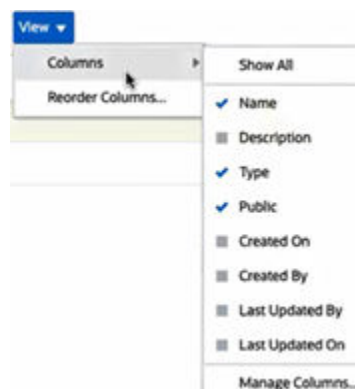 View
Columns
Reorder Columns...
Show All
Name
Description
Type
Public
Created On
Created By
Last Updated By
Last Updated On
Manage Columns...